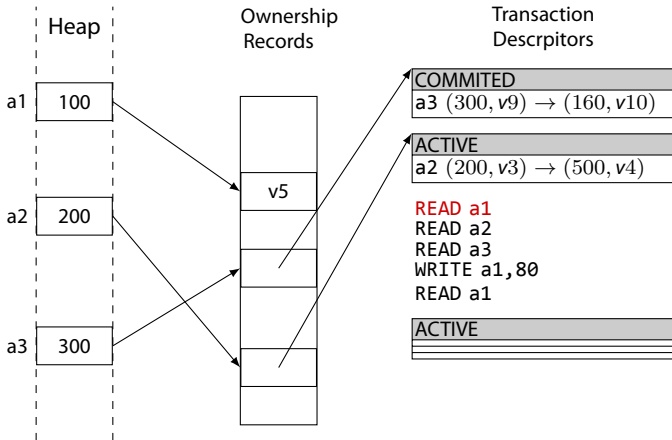 Heap
Ownership
Records
Transaction
Descrpitors
a1
100
a2
200
a3
300
v5
COMMITED
a3 (300, v9) → (160, v10)
ACTIVE
a2 (200, v3) → (500, v4)
READ a1
READ a2
READ a3
WRITE a1,80
READ a1
ACTIVE